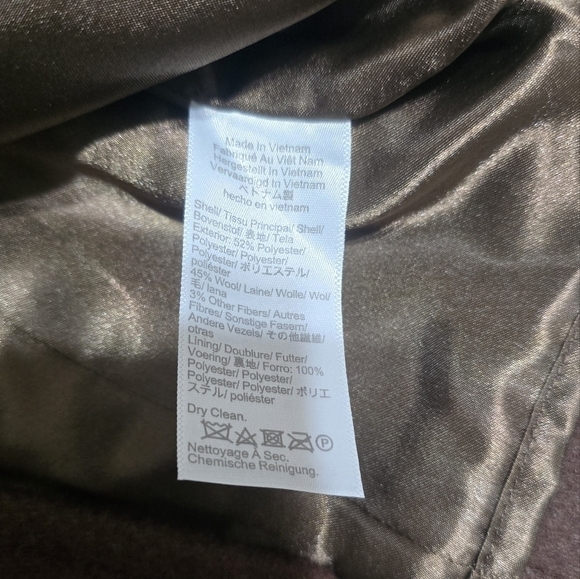 Made In Vietnam
Fabriqué Au Viêt Nam
Hergestellt In Vietnam
Vervaardigd In Vietnam
ベトナム製
hecho en vietnam
Shell/ Tissu Principal/ Shell/
Bovenstof/ 表地/ Tela
Exterior: 52% Polyester/
Polyester/ Polyester/
Polyester/ ポリエステル/
poliéster
45% Wool/ Laine/ Wolle/ Wol/
毛/ lana
3% Other Fibers/ Autres
Fibres/ Sonstige Fasern/
Andere Vezels/ その他繊維/
otras
Lining/ Doublure/ Futter/
Voering/ 裏地/ Forro: 100%
Polyester/ Polyester/
Polyester/ Polyester/ ポリエ
ステル/ poliéster
Dry Clean.
P
Nettoyage À Sec.
Chemische Reinigung.